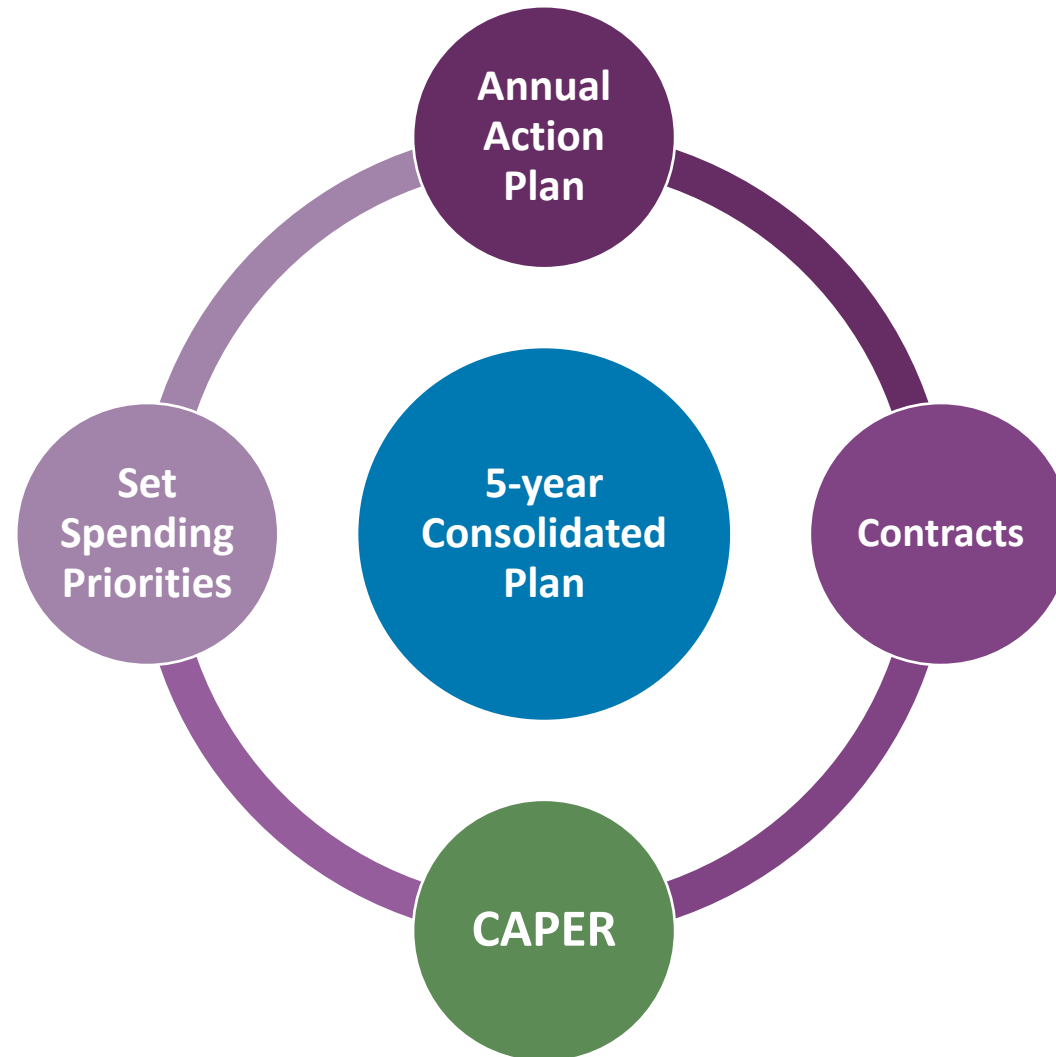 Annual
Action
Plan
Set
Spending
Priorities
5-year
Consolidated
Plan
Contracts
CAPER